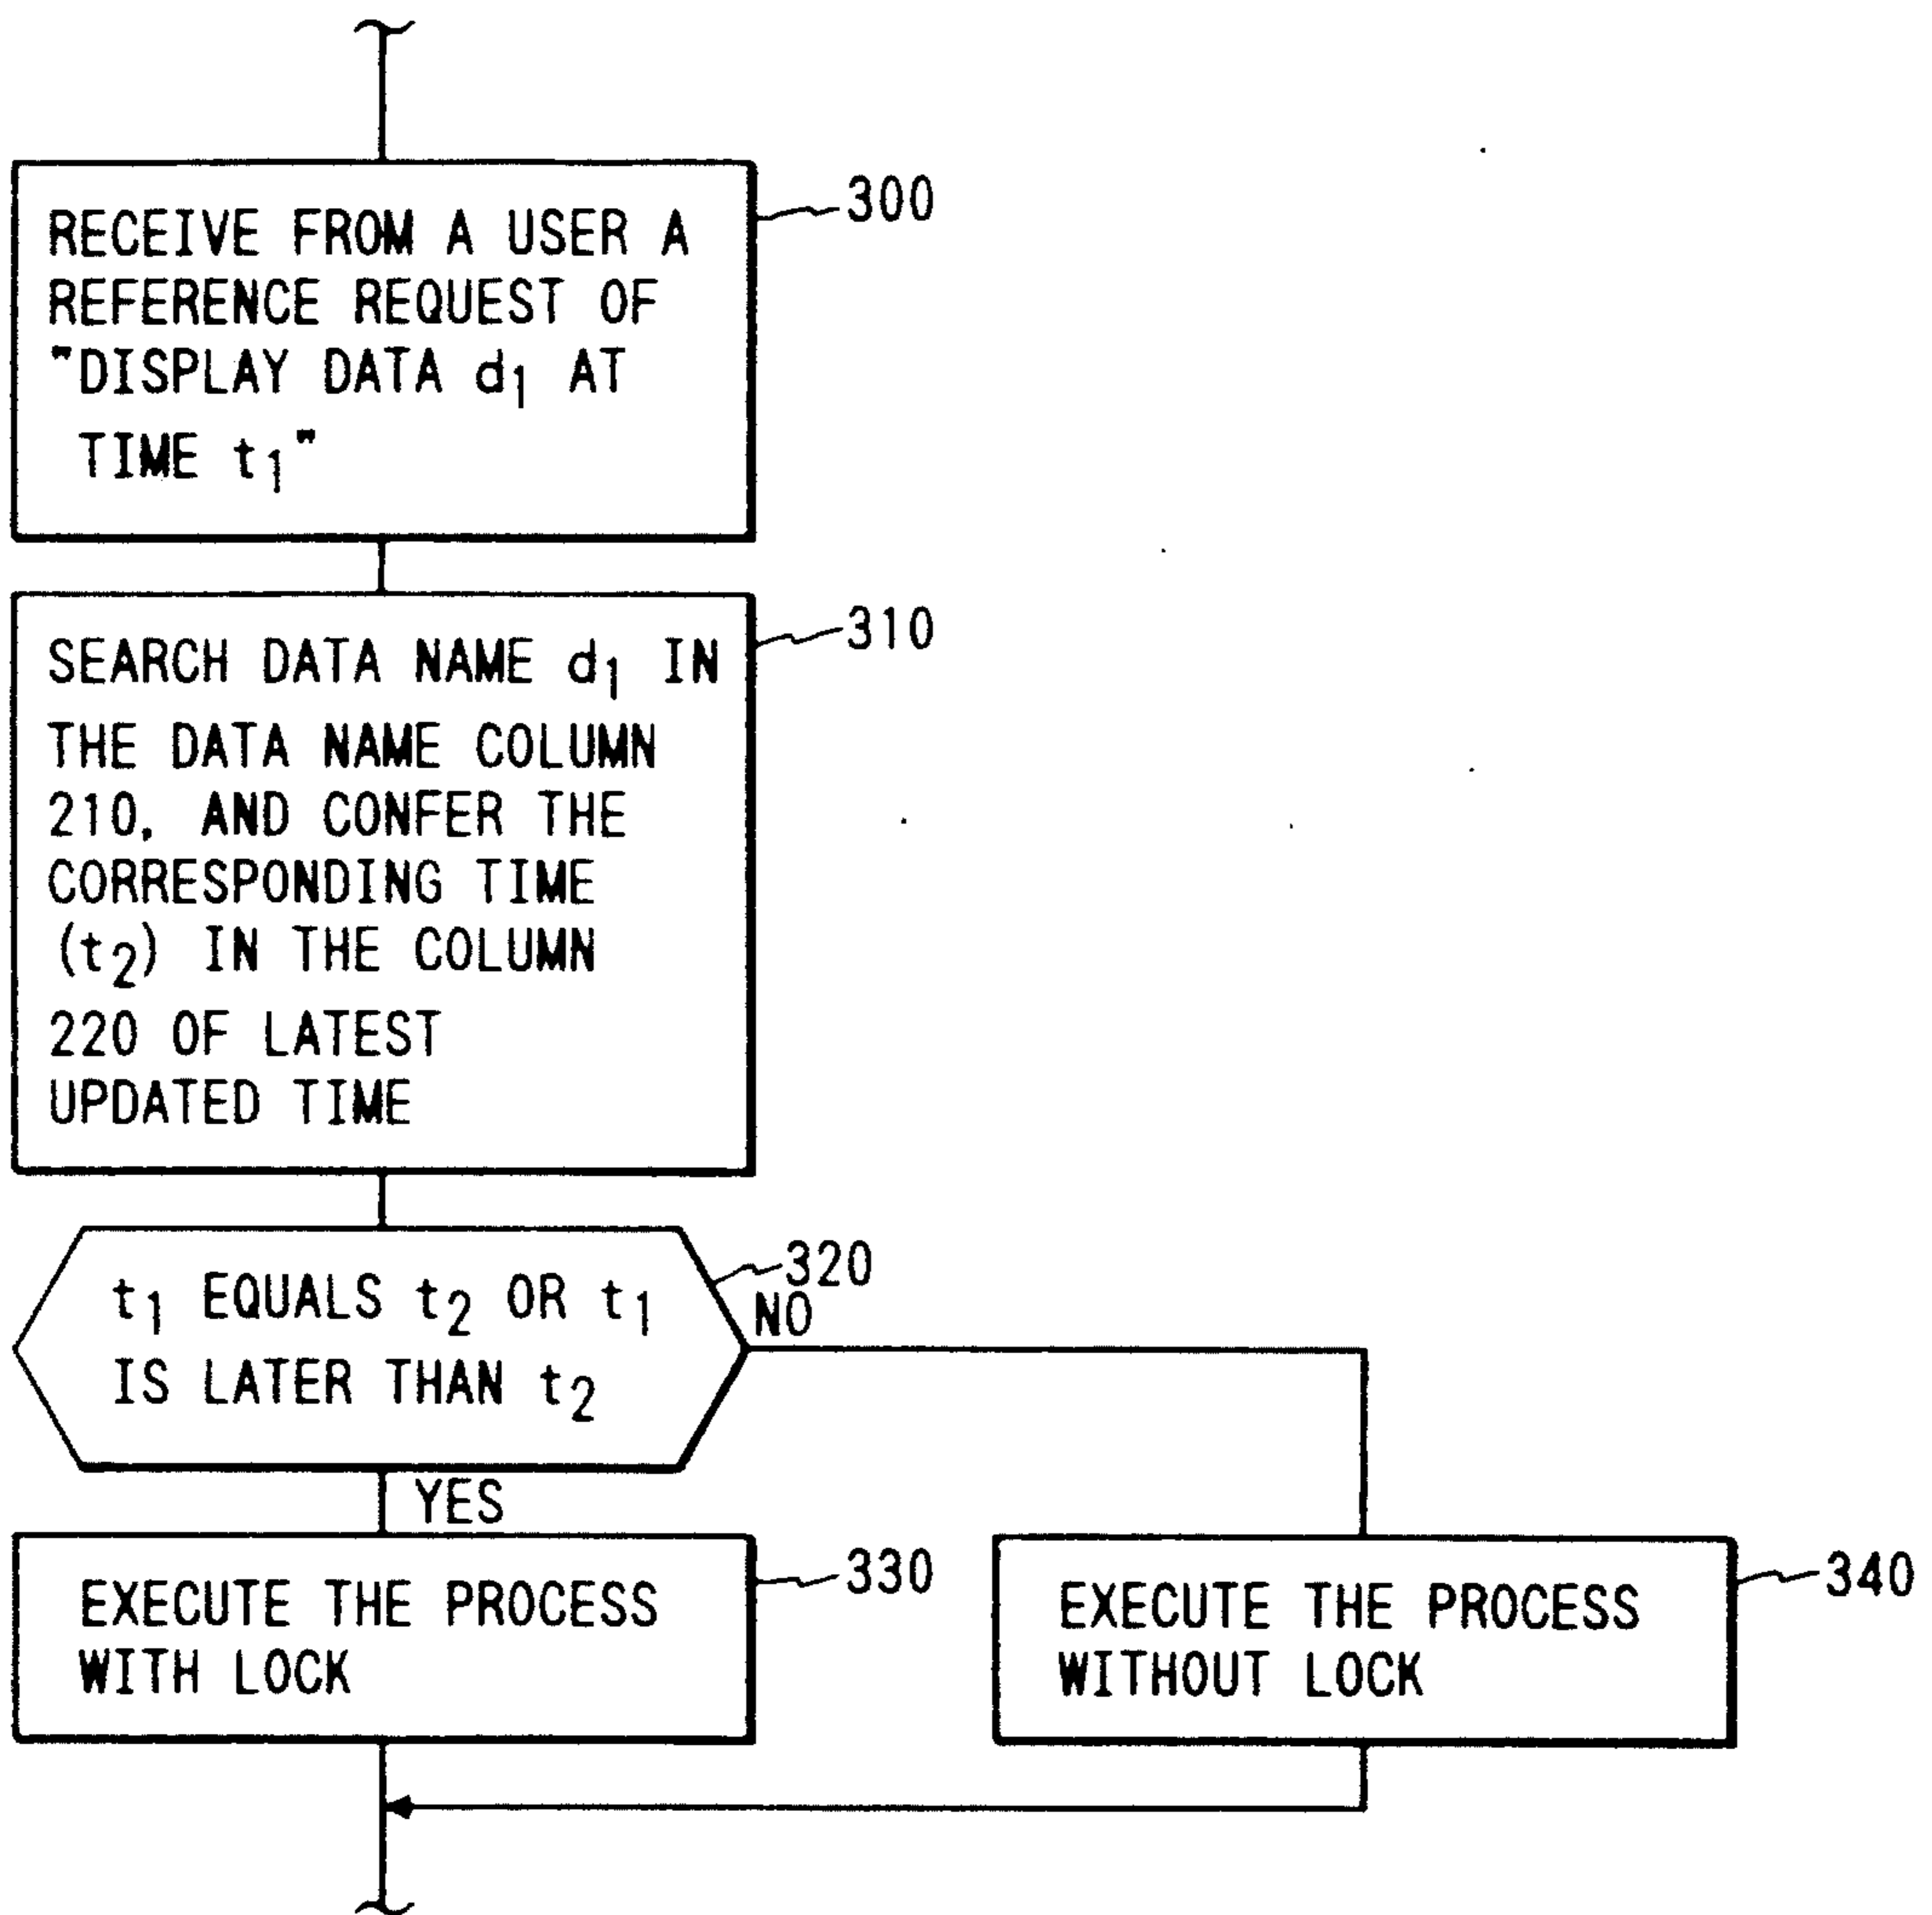 RECEIVE FROM A USER A
REFERENCE REQUEST OF
"DISPLAY DATA d1 AT
TIME t1"
300
SEARCH DATA NAME d1 IN
THE DATA NAME COLUMN
210, AND CONFER THE
CORRESPONDING TIME
(t2) IN THE COLUMN
220 OF LATEST
UPDATED TIME
310
t1 EQUALS t2 OR t1
IS LATER THAN t2
320
NO
YES
EXECUTE THE PROCESS
WITH LOCK
330
EXECUTE THE PROCESS
WITHOUT LOCK
340